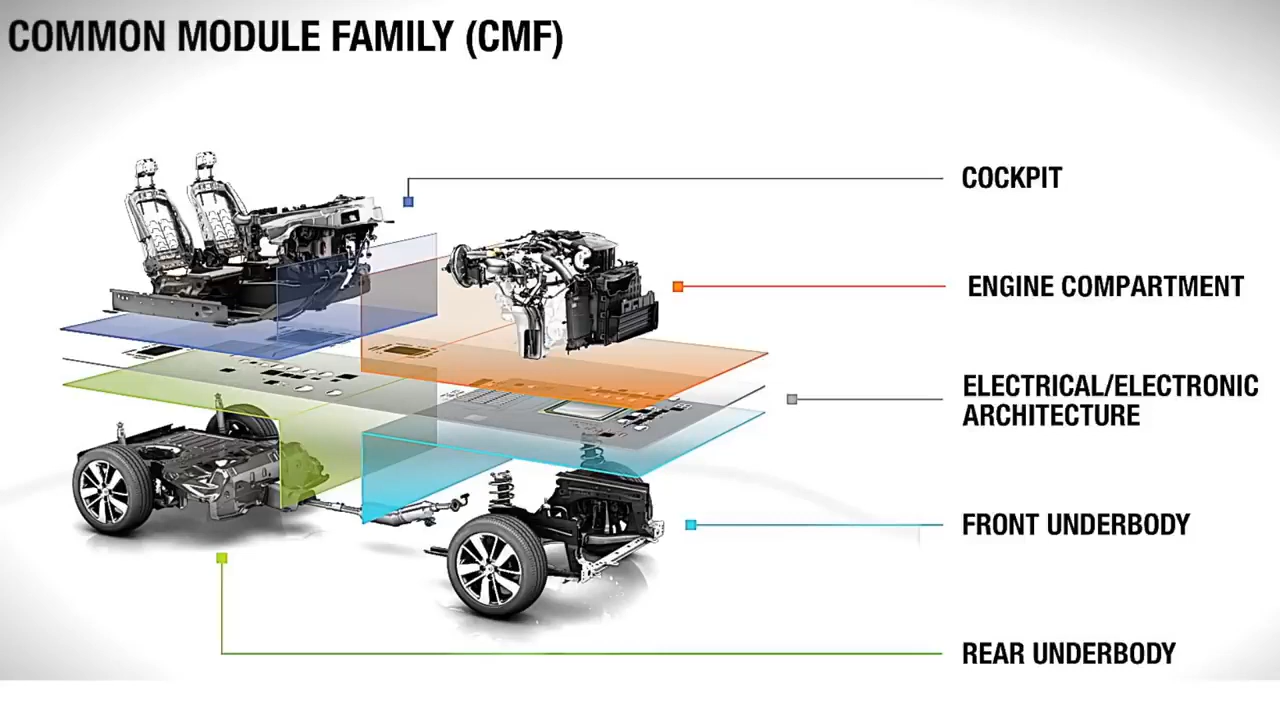 COMMON MODULE FAMILY (CMF)
COCKPIT
ENGINE COMPARTMENT
ELECTRICAL/ELECTRONIC
ARCHITECTURE
FRONT UNDERBODY
REAR UNDERBODY